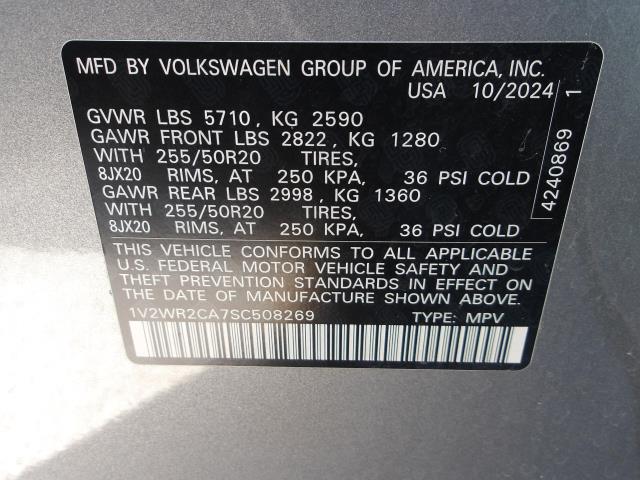 MFD BY VOLKSWAGEN GROUP OF AMERICA, INC.
USA 10/2024
GVWR LBS 5710, KG 2590
GAWR FRONT LBS 2822, KG 1280
WITH 255/50R20 TIRES,
8JX20 RIMS, AT 250 KPA, 36 PSI COLD
GAWR REAR LBS 2998, KG 1360
WITH 255/50R20 TIRES,
8JX20 RIMS, AT 250 KPA, 36 PSI COLD
THIS VEHICLE CONFORMS TO ALL APPLICABLE
U.S. FEDERAL MOTOR VEHICLE SAFETY AND
THEFT PREVENTION STANDARDS IN EFFECT ON
THE DATE OF MANUFACTURE SHOWN ABOVE
1V2WR2CA7SC508269 TYPE: MPV
4240869 1